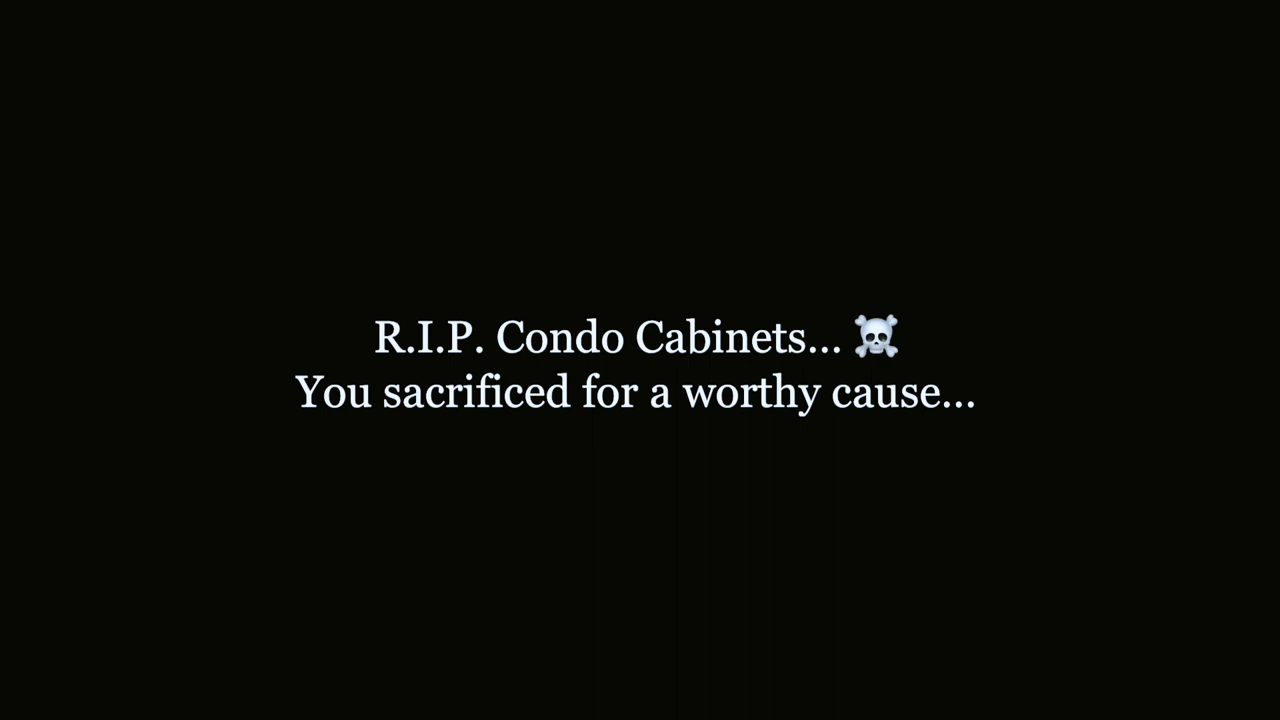 R.I.P. Condo Cabinets... ☠️
You sacrificed for a worthy cause...